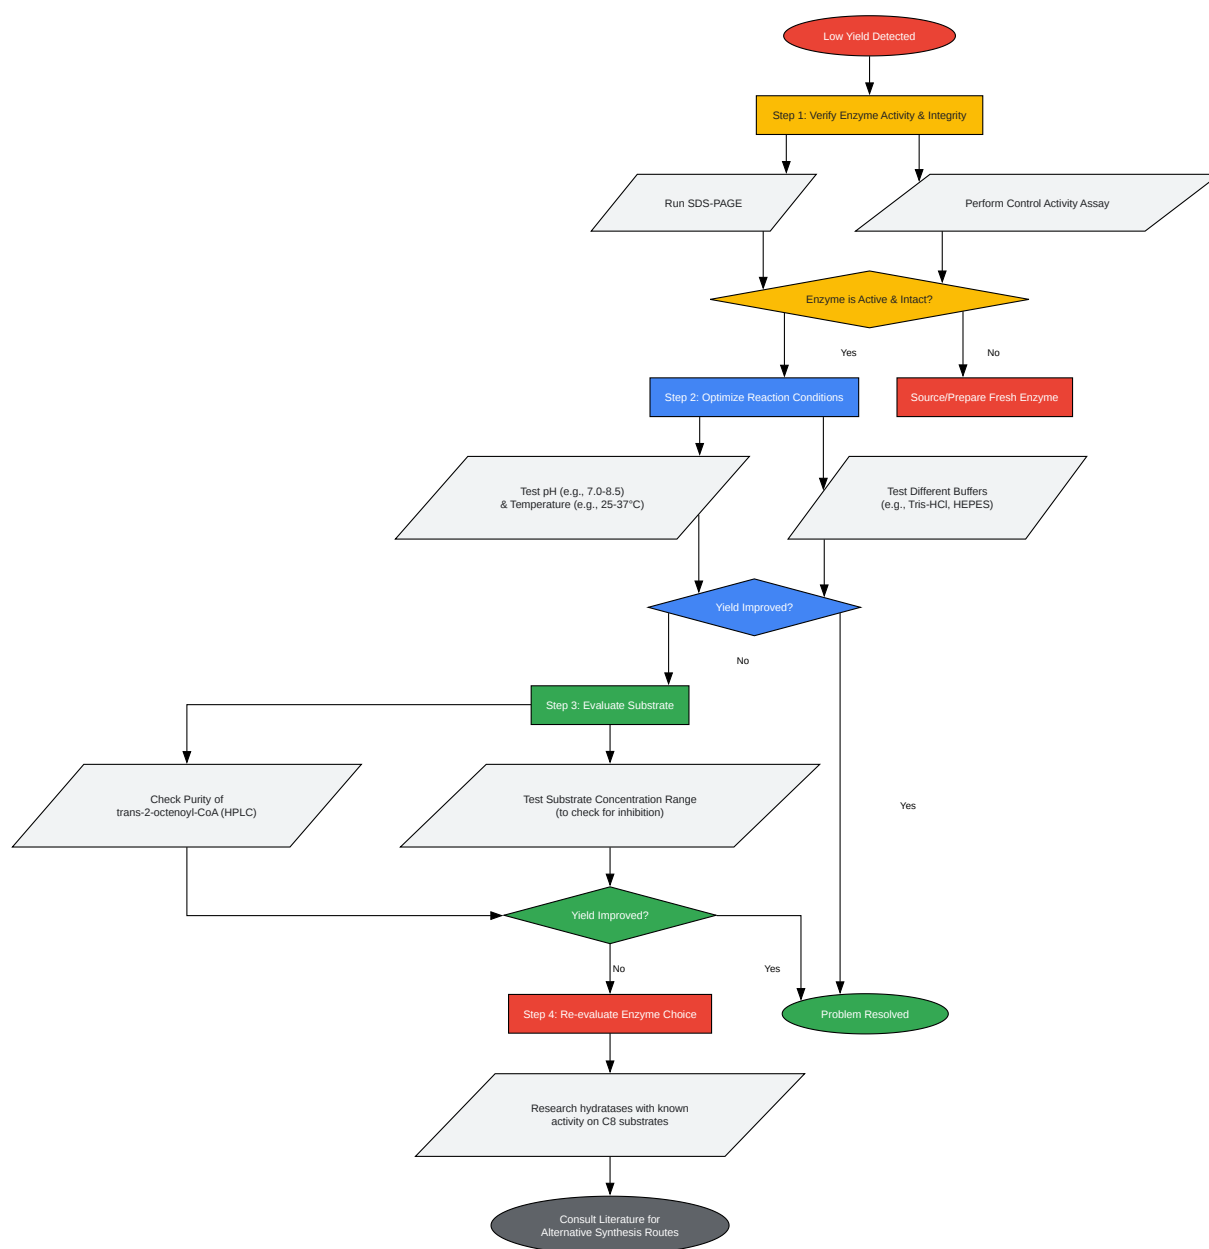 Low Yield Detected
Step 1: Verify Enzyme Activity & Integrity
Run SDS-PAGE
Perform Control Activity Assay
Enzyme is Active & Intact?
Yes
No
Step 2: Optimize Reaction Conditions
Source/Prepare Fresh Enzyme
Test pH (e.g., 7.0-8.5)
& Temperature (e.g., 25-37°C)
Test Different Buffers
(e.g., Tris-HCl, HEPES)
Yield Improved?
No
Step 3: Evaluate Substrate
Check Purity of
trans-2-octenoyl-CoA (HPLC)
Test Substrate Concentration Range
(to check for inhibition)
Yes
Yield Improved?
No
Yes
Step 4: Re-evaluate Enzyme Choice
Problem Resolved
Research hydratases with known
activity on C8 substrates
Consult Literature for
Alternative Synthesis Routes